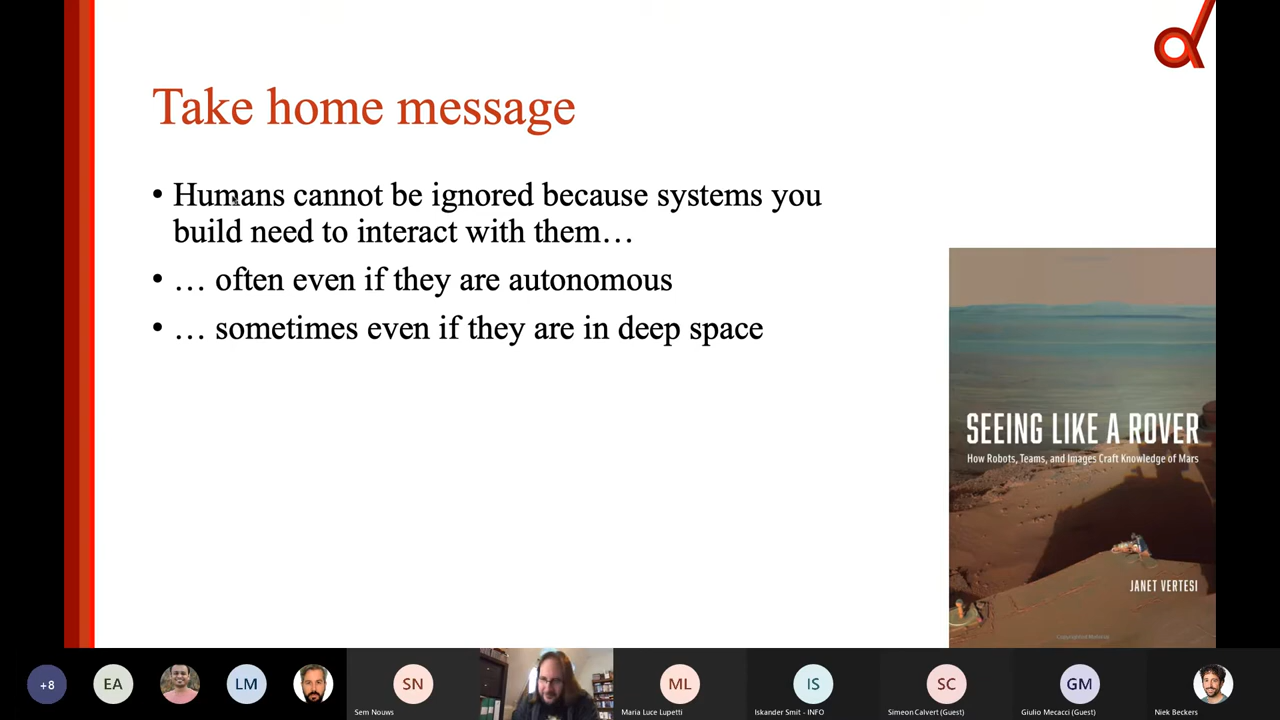 Take home message
• Humans cannot be ignored because systems you
build need to interact with them…
• … often even if they are autonomous
• … sometimes even if they are in deep space
SEEING LIKE A ROVER
How Robots, Teams, and Images Craft Knowledge of Mars
JANET VERTESI
Copyrighted Material
+8
EA
LM
SN
ML
IS
SC
GM
Sem Nouws
Maria Luce Lupetti
Iskander Smit - INFO
Simeon Calvert (Guest)
Giulio Mecacci (Guest)
Niek Beckers